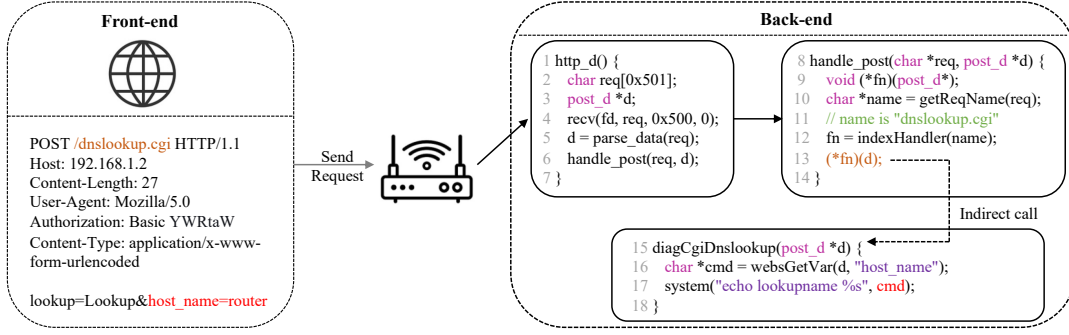 Front-end
POST /dnslookup.cgi HTTP/1.1
Host: 192.168.1.2
Content-Length: 27
User-Agent: Mozilla/5.0
Authorization: Basic YWRtaW
Content-Type: application/x-www-
form-urlencoded
lookup=Lookup&host_name=router
Send
Request
Back-end
1 http_d() {
2 char req[0x501];
3 post_d *d;
4 recv(fd, req, 0x500, 0);
5 d = parse_data(req);
6 handle_post(req, d);
7 }
8 handle_post(char *req, post_d *d) {
9 void (*fn)(post_d*);
10 char *name = getReqName(req);
11 // name is "dnslookup.cgi"
12 fn = indexHandler(name);
13 (*fn)(d);
14 }
Indirect call
15 diagCgiDnslookup(post_d *d) {
16 char *cmd = websGetVar(d, "host_name");
17 system("echo lookupname %s", cmd);
18 }